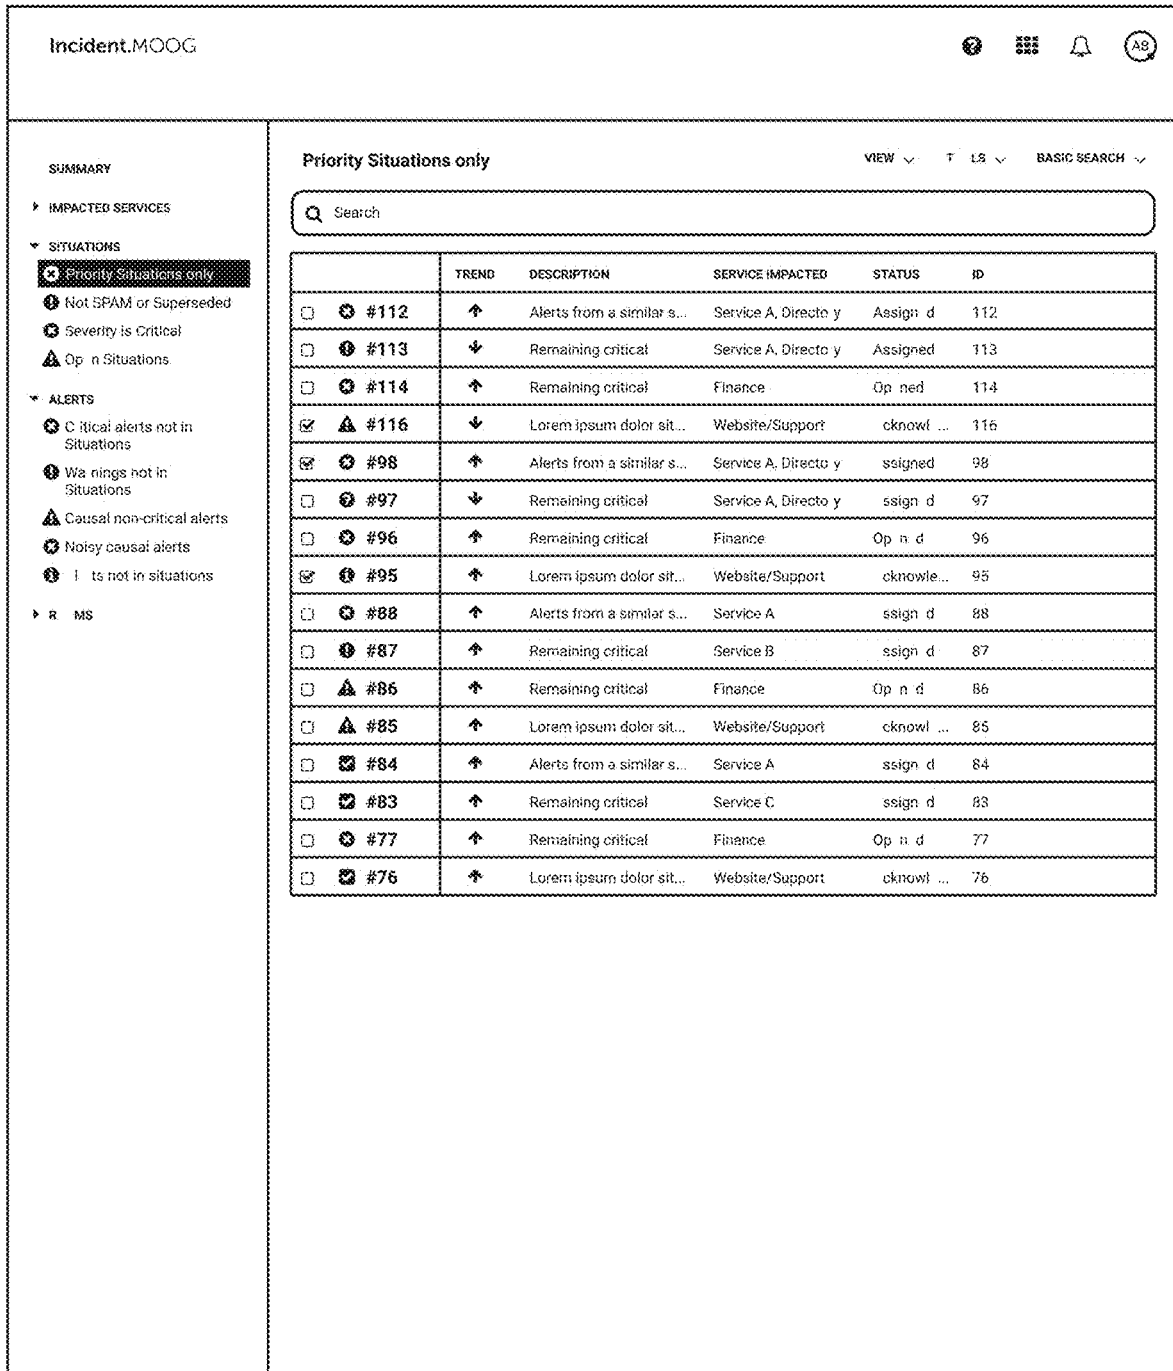 Incident.MOOG
AB
SUMMARY
IMPACTED SERVICES
SITUATIONS
Priority Situations only
Not SPAM or Superseded
Severity is Critical
Situations
ALERTS
alerts not in
Situations
not in
Situations
Causal non-critical alerts
Noisy causal alerts
not in situations
Priority Situations only
VIEW BASIC SEARCH
Search
TREND DESCRIPTION SERVICE IMPACTED STATUS ID
#112 Alerts from a similar s... Service A, 112
#113 Remaining critical Service A, Assigned 113
#114 Remaining critical Finance 114
#116 Lorem ipsum dolor sit... Website/Support 116
#98 Alerts from a similar s... Service A, 98
#97 Remaining critical Service A, 97
#96 Remaining critical Finance 96
#95 Lorem ipsum dolor sit... Website/Support 95
#88 Alerts from a similar s... Service A 88
#87 Remaining critical Service B 87
#86 Remaining critical Finance 86
#85 Lorem ipsum dolor sit... Website/Support 85
#84 Alerts from a similar s... Service A 84
#83 Remaining critical Service C 83
#77 Remaining critical Finance 77
#76 Lorem ipsum dolor sit... Website/Support 76